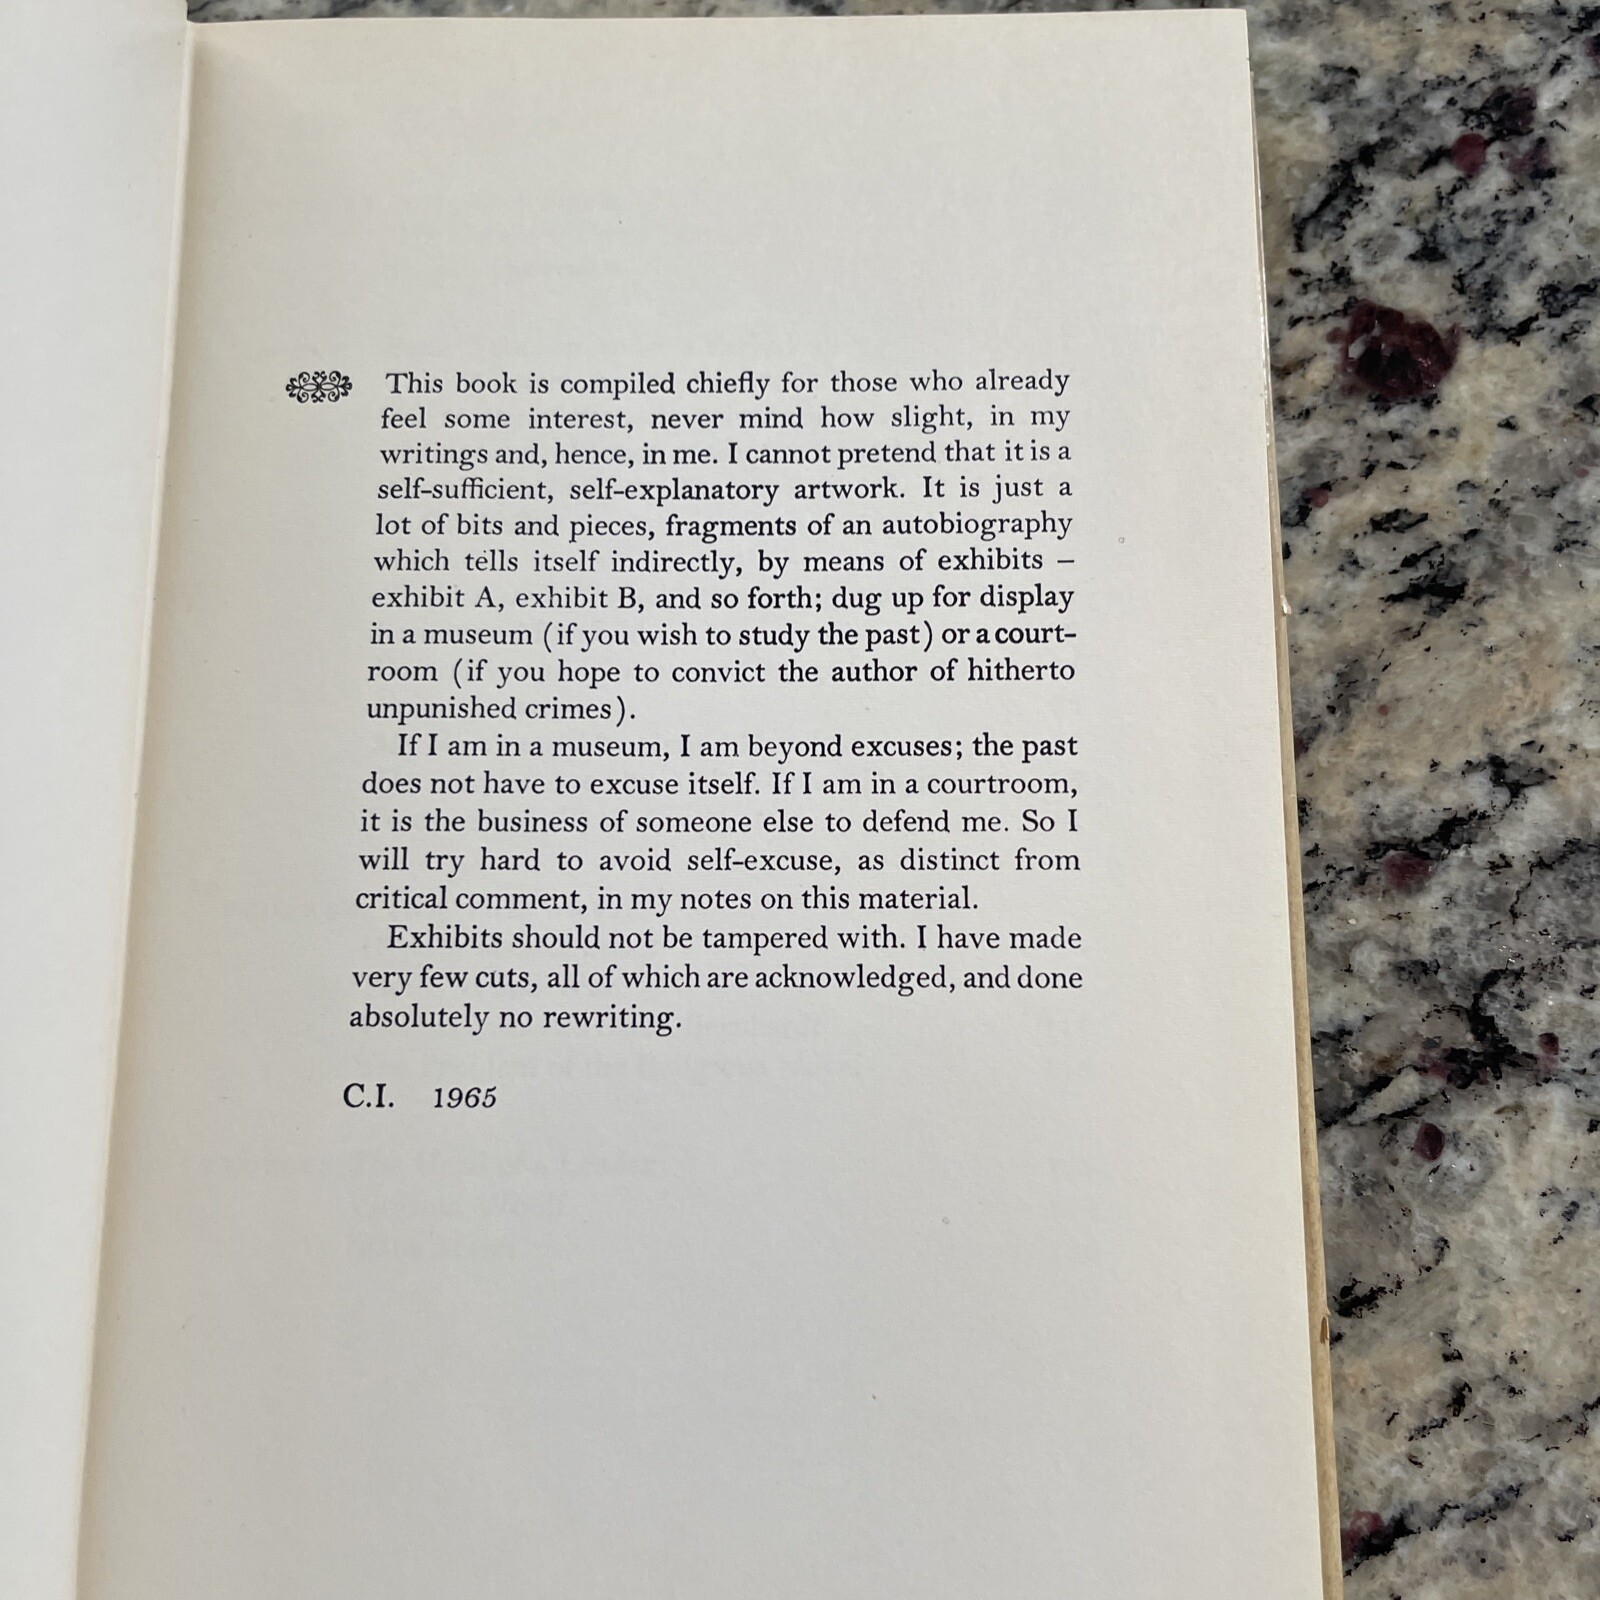 This book is compiled chiefly for those who already
feel some interest, never mind how slight, in my
writings and, hence, in me. I cannot pretend that it is a
self-sufficient, self-explanatory artwork. It is just a
lot of bits and pieces, fragments of an autobiography
which tells itself indirectly, by means of exhibits –
exhibit A, exhibit B, and so forth; dug up for display
in a museum (if you wish to study the past) or a court-
room (if you hope to convict the author of hitherto
unpunished crimes).
If I am in a museum, I am beyond excuses; the past
does not have to excuse itself. If I am in a courtroom,
it is the business of someone else to defend me. So I
will try hard to avoid self-excuse, as distinct from
critical comment, in my notes on this material.
Exhibits should not be tampered with. I have made
very few cuts, all of which are acknowledged, and done
absolutely no rewriting.
C.I. 1965